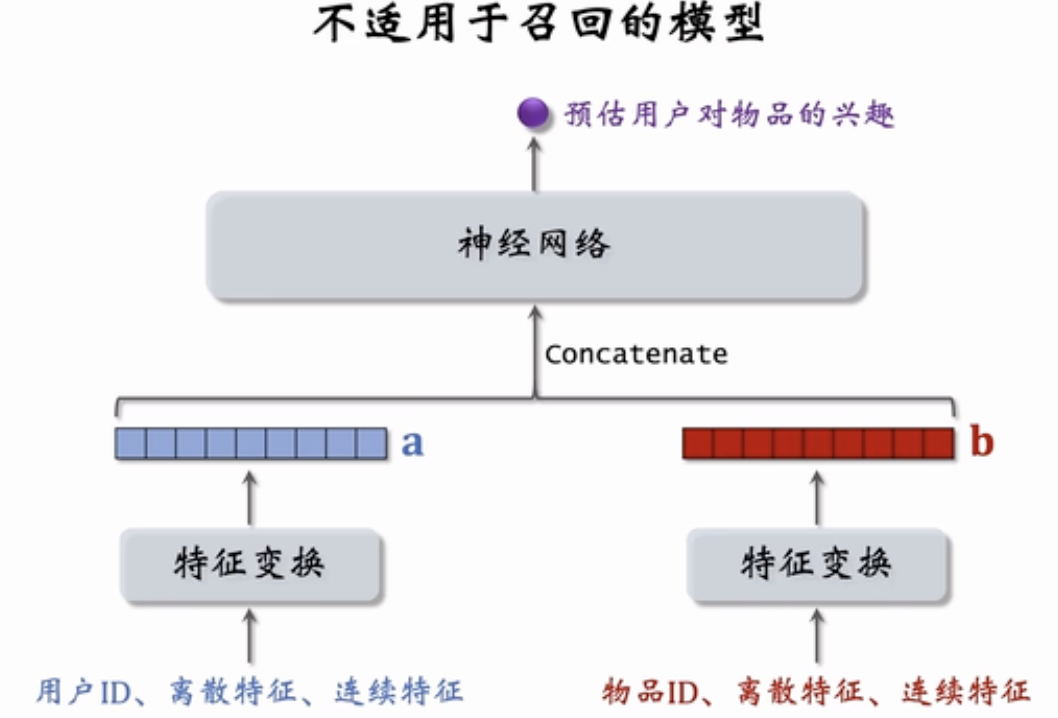 不适用于召回的模型
预估用户对物品的兴趣
神经网络
Concatenate
a
b
特征变换
特征变换
用户ID、离散特征、连续特征
物品ID、离散特征、连续特征